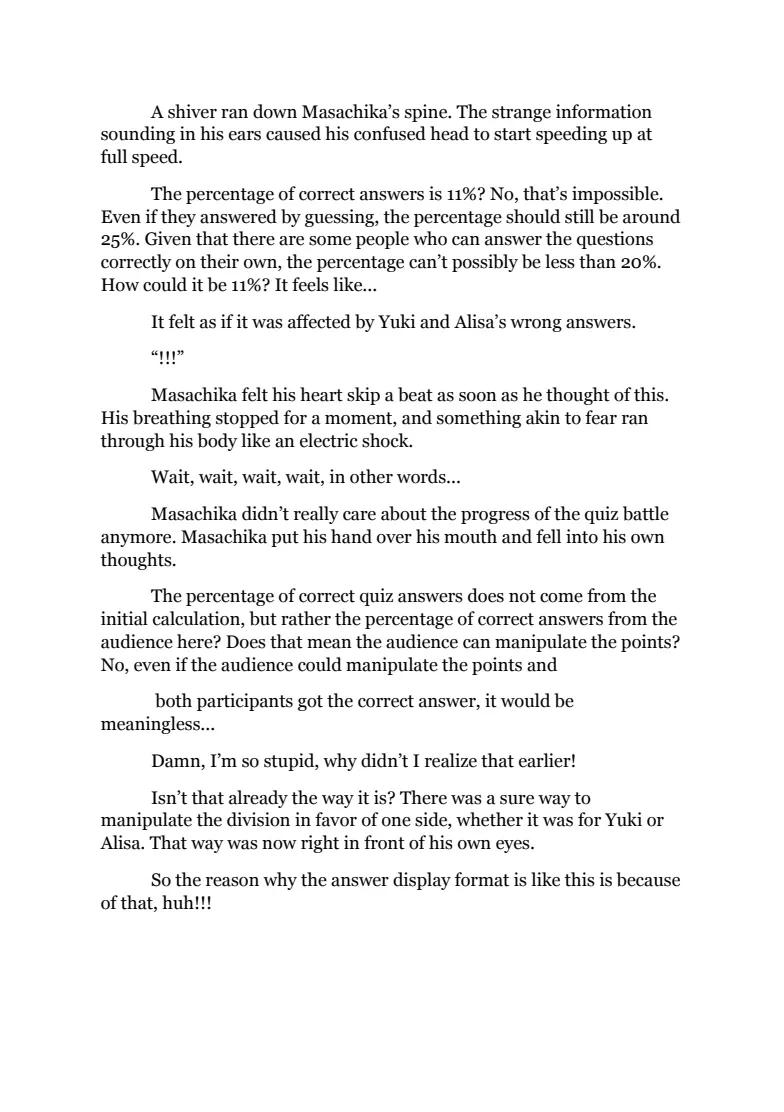 A shiver ran down Masachika’s spine. The strange information
sounding in his ears caused his confused head to start speeding up at
full speed.
The percentage of correct answers is 11%? No, that’s impossible.
Even if they answered by guessing, the percentage should still be around
25%. Given that there are some people who can answer the questions
correctly on their own, the percentage can’t possibly be less than 20%.
How could it be 11%? It feels like...
It felt as if it was affected by Yuki and Alisa’s wrong answers.
“!!!”
Masachika felt his heart skip a beat as soon as he thought of this.
His breathing stopped for a moment, and something akin to fear ran
through his body like an electric shock.
Wait, wait, wait, wait, in other words...
Masachika didn’t really care about the progress of the quiz battle
anymore. Masachika put his hand over his mouth and fell into his own
thoughts.
The percentage of correct quiz answers does not come from the
initial calculation, but rather the percentage of correct answers from the
audience here? Does that mean the audience can manipulate the points?
No, even if the audience could manipulate the points and
both participants got the correct answer, it would be
meaningless...
Damn, I’m so stupid, why didn’t I realize that earlier!
Isn’t that already the way it is? There was a sure way to
manipulate the division in favor of one side, whether it was for Yuki or
Alisa. That way was now right in front of his own eyes.
So the reason why the answer display format is like this is because
of that, huh!!!